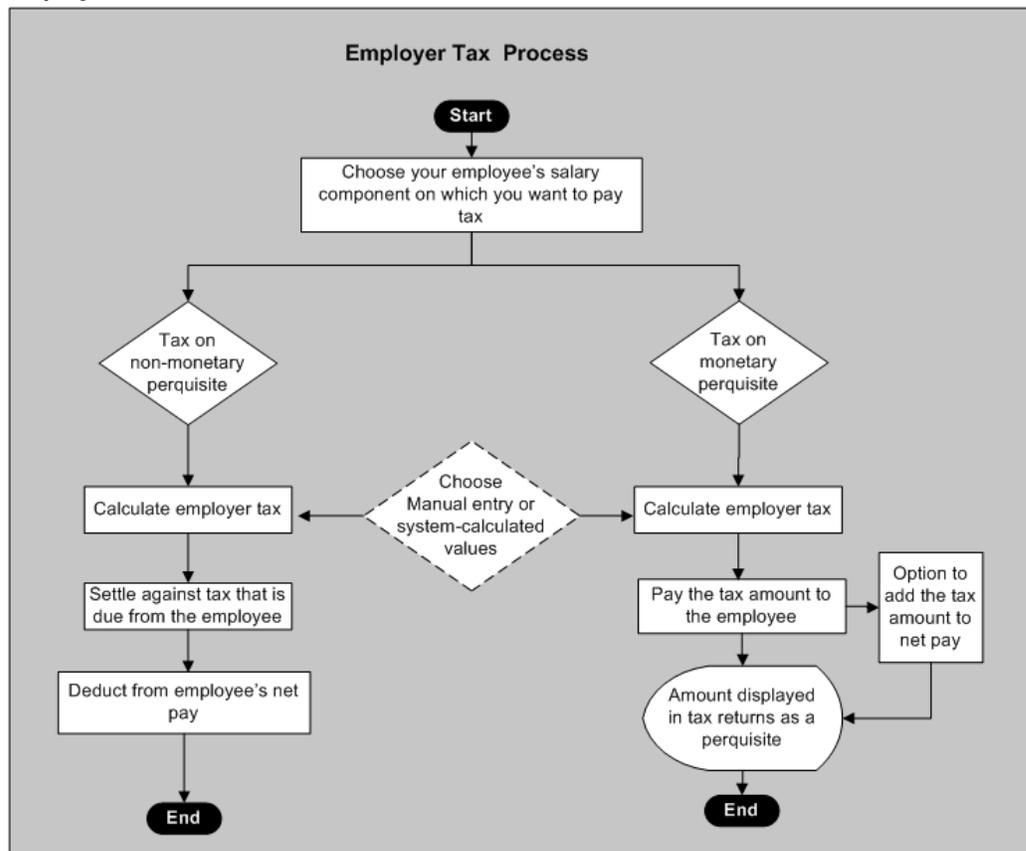 Employer Tax Process
Start
Choose your employee's salary
component on which you want to pay
tax
Tax on
non-monetary
perquisite
Tax on
monetary
perquisite
Choose
Manual entry or
system-calculated
values
Calculate employer tax
Calculate employer tax
Settle against tax that is
due from the employee
Pay the tax amount to
the employee
Option to
add the tax
amount to
net pay
Deduct from employee's net
pay
Amount displayed
in tax returns as a
perquisite
End
End